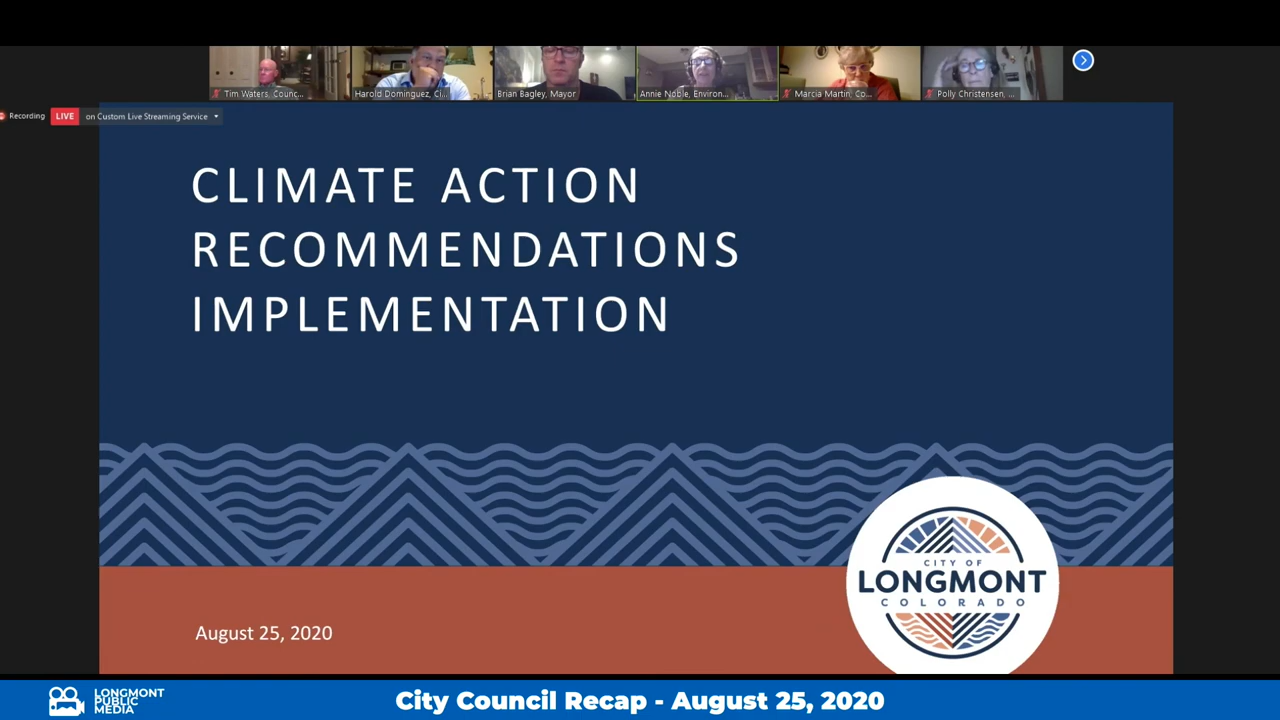 Tim Waters, Counc...
Harold Dominguez, Ci...
Brian Bagley, Mayor
Annie Noble, Environ...
Marcia Martin, Co...
Polly Christensen, ...
Recording
LIVE
on Custom Live Streaming Service
CLIMATE ACTION
RECOMMENDATIONS
IMPLEMENTATION
CITY OF
LONGMONT
COLORADO
August 25, 2020
LONGMONT
PUBLIC
MEDIA
City Council Recap - August 25, 2020